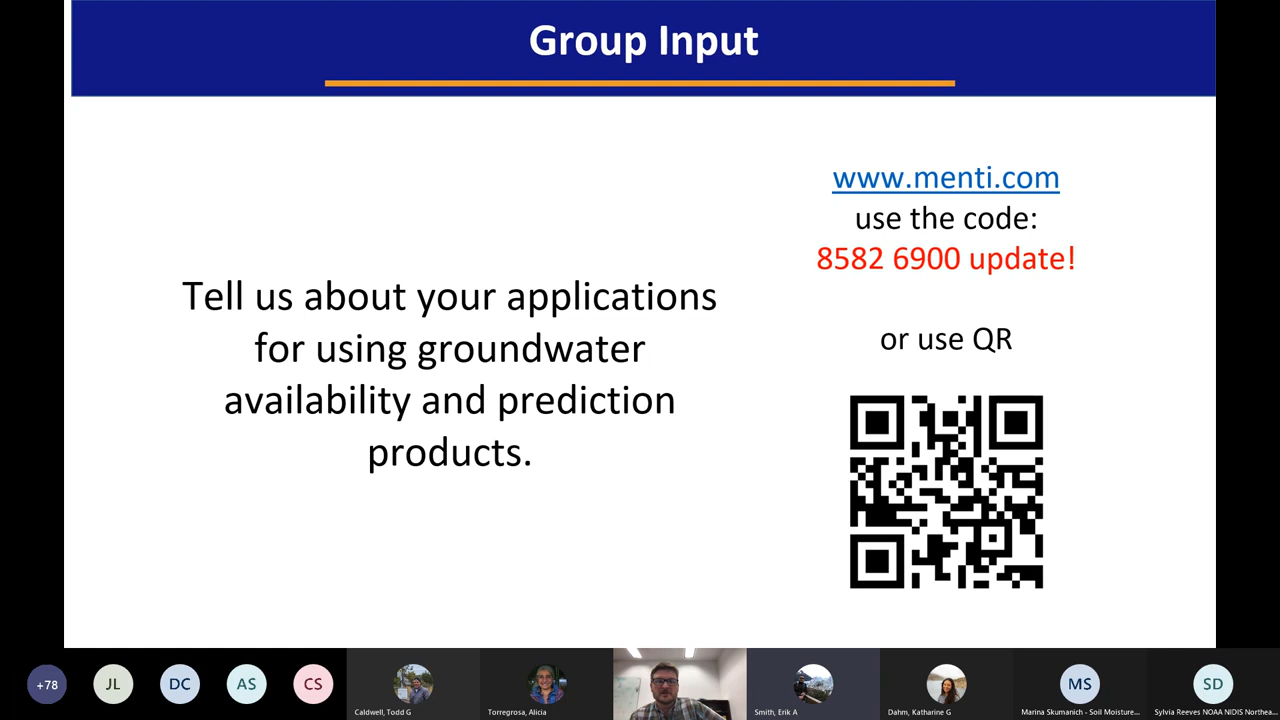 Group Input
www.menti.com
use the code:
8582 6900 update!
or use QR
Tell us about your applications
for using groundwater
availability and prediction
products.
+78
JL
DC
AS
CS
Caldwell, Todd G
Torregrosa, Alicia
Smith, Erik A
Dahm, Katharine G
MS
Marina Skumanich - Soil Moisture...
SD
Sylvia Reeves NOAA NIDIS Northea...